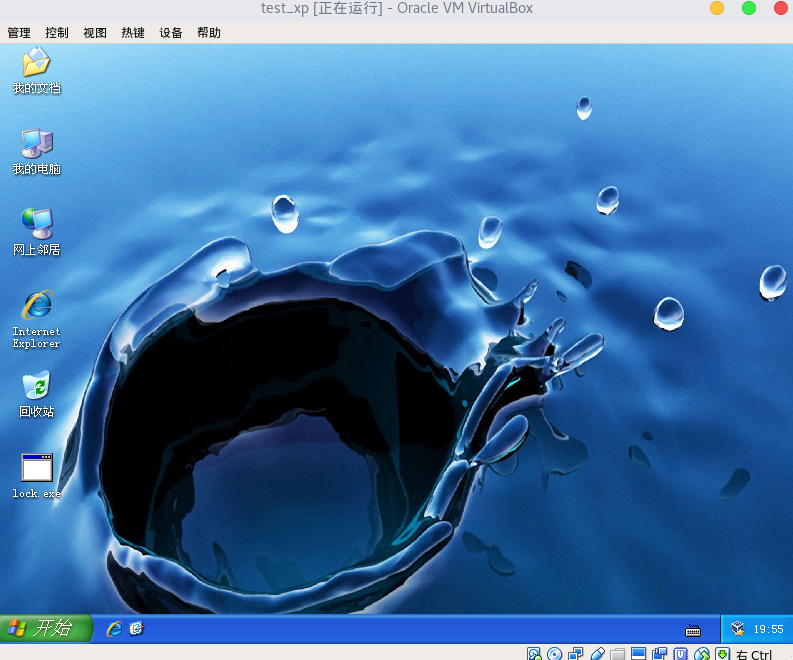 test_xp [正在运行] - Oracle VM VirtualBox
管理 控制 视图 热键 设备 帮助
我的文档
我的电脑
网上邻居
Internet
Explorer
回收站
lock.exe
开始
19:55
右 Ctrl